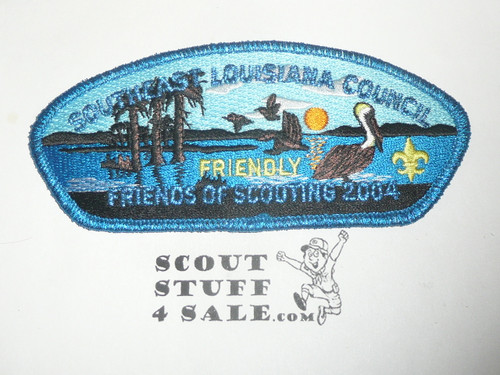 SOUTHEAST LOUISIANA COUNCIL
FRIENDLY
FRIENDS OF SCOUTING 2004
SCOUT
STUFF
4 SALE.COM